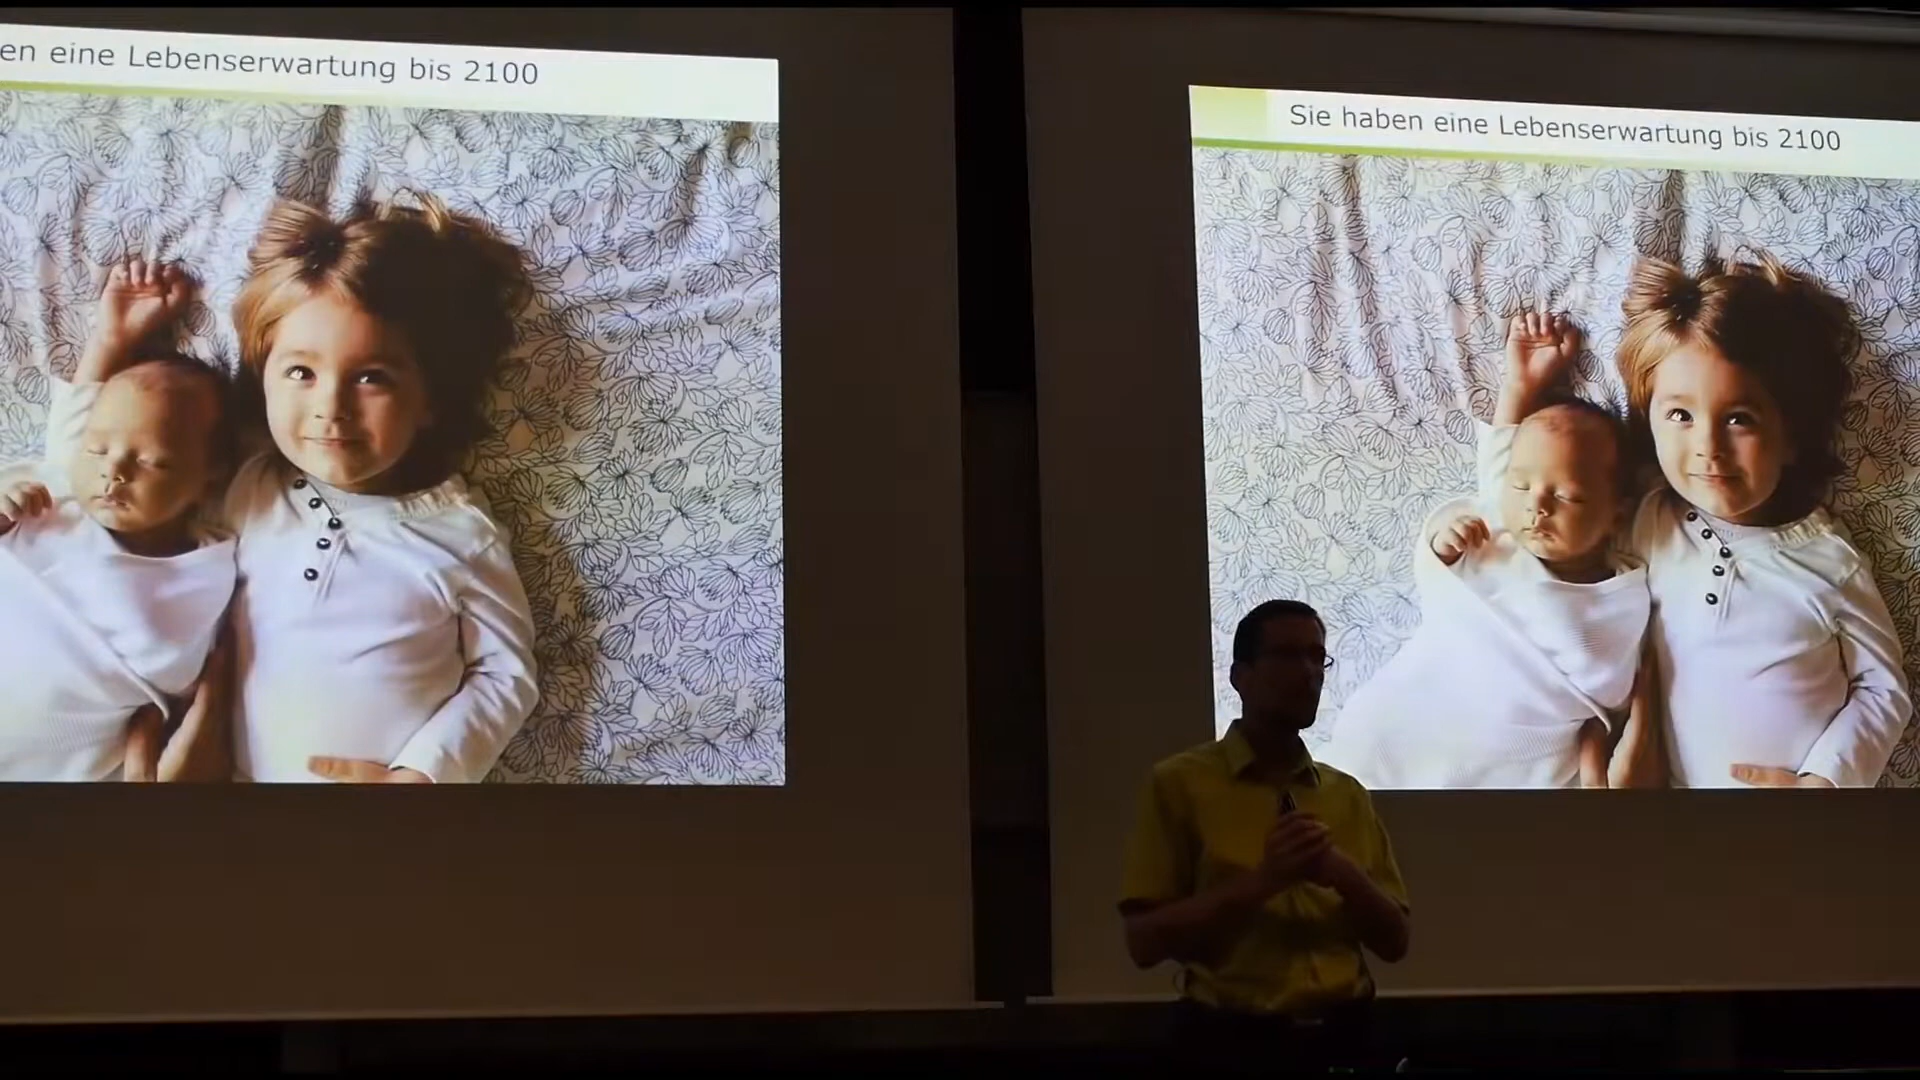 en eine Lebenserwartung bis 2100
Sie haben eine Lebenserwartung bis 2100